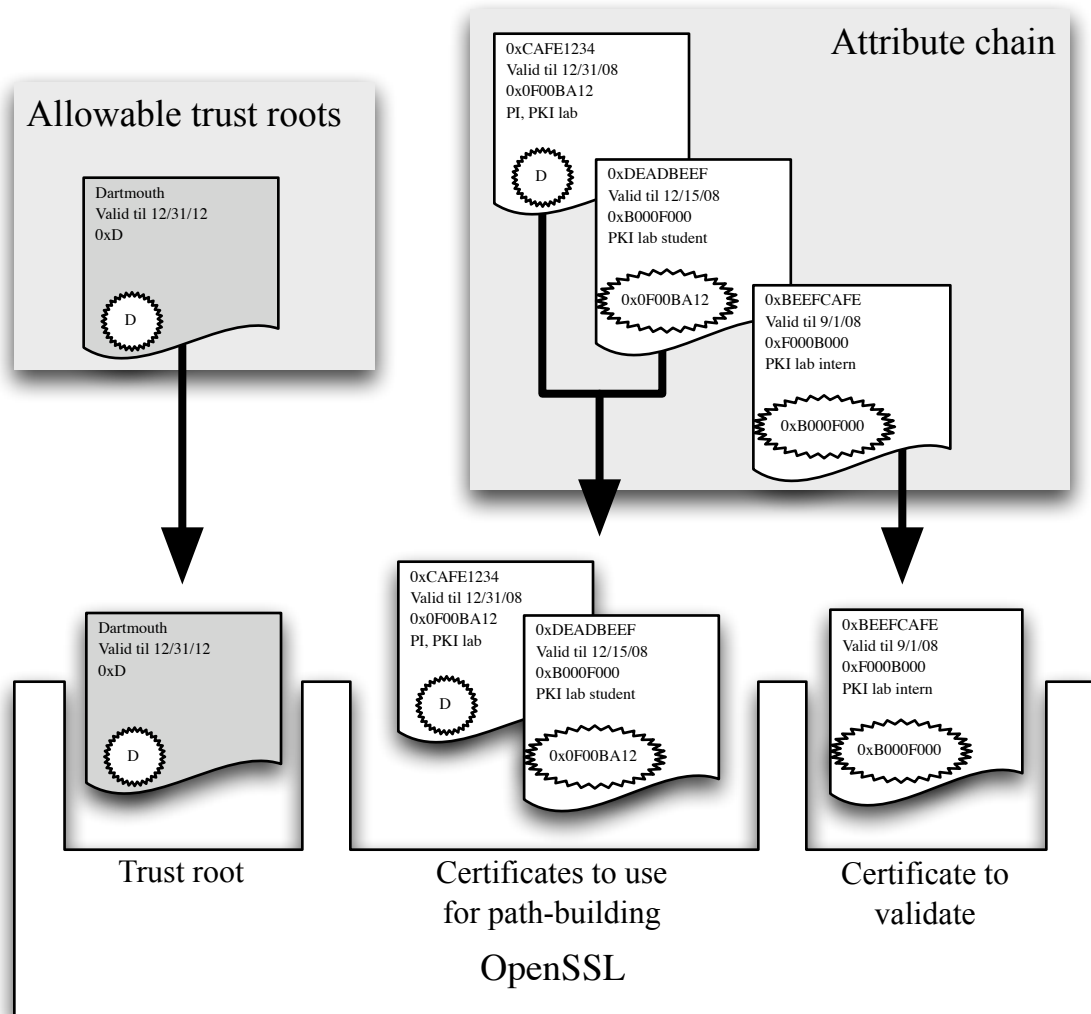 Attribute chain
0xCAFE1234
Valid til 12/31/08
0x0F00BA12
PI, PKI lab
D
0xDEADBEEF
Valid til 12/15/08
0xB000F000
PKI lab student
0x0F00BA12
0xBEEFCAFE
Valid til 9/1/08
0xF000B000
PKI lab intern
0xB000F000
Allowable trust roots
Dartmouth
Valid til 12/31/12
0xD
D
Dartmouth
Valid til 12/31/12
0xD
D
Trust root
0xCAFE1234
Valid til 12/31/08
0x0F00BA12
PI, PKI lab
D
0xDEADBEEF
Valid til 12/15/08
0xB000F000
PKI lab student
0x0F00BA12
Certificates to use
for path-building
0xBEEFCAFE
Valid til 9/1/08
0xF000B000
PKI lab intern
0xB000F000
Certificate to
validate
OpenSSL